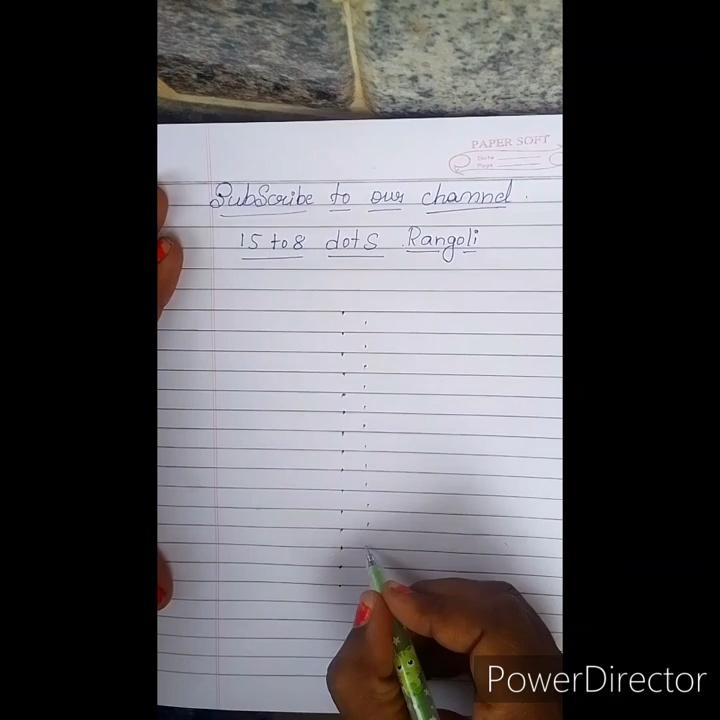 PAPER SOFT
Date
Page
Subscribe to our channel.
15 to 8 dots Rangoli
PowerDirector